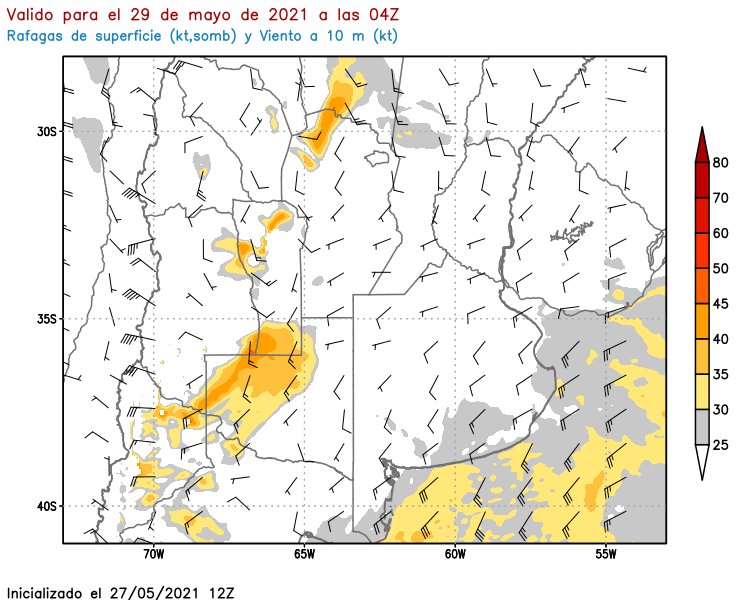 Valido para el 29 de mayo de 2021 a las 04Z
Rafagas de superficie (kt,somb) y Viento a 10 m (kt)
80
70
60
50
45
40
35
30
25
30S
35S
40S
70W
65W
60W
55W
Inicializado el 27/05/2021 12Z